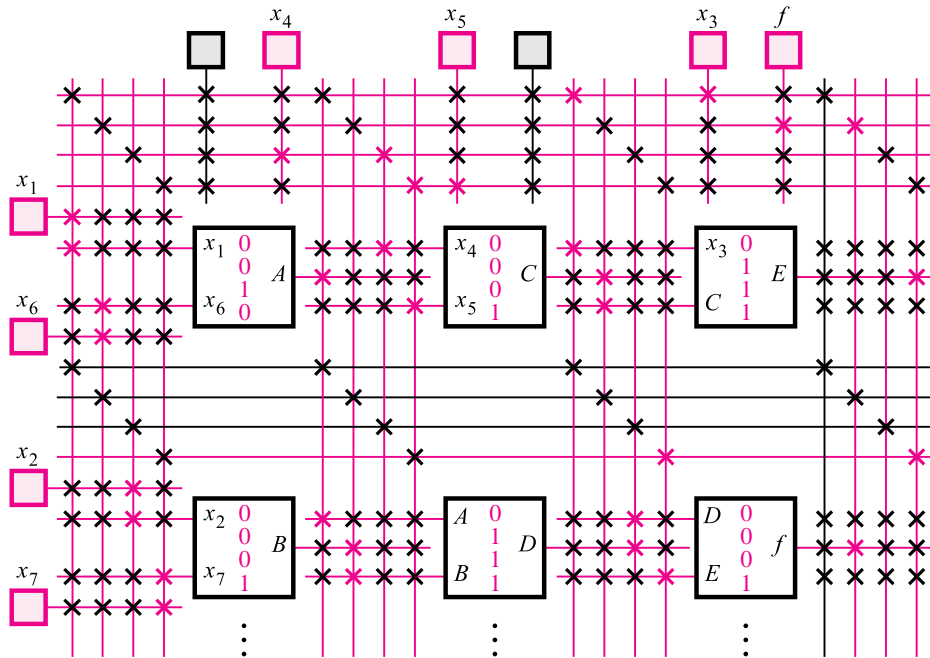 x4 x5 x3 f
x1
x1 0 0 1 0 x6 A
x4 0 0 0 1 x5 C
x3 0 1 1 1 C E
x6
x2
x2 0 0 0 1 x7 B
A 0 1 1 1 B D
D 0 0 0 1 E f
x7